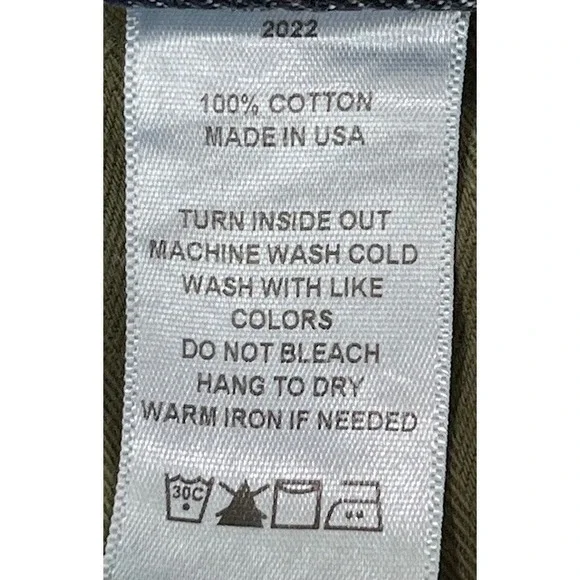 2022
100% COTTON
MADE IN USA
TURN INSIDE OUT
MACHINE WASH COLD
WASH WITH LIKE
COLORS
DO NOT BLEACH
HANG TO DRY
WARM IRON IF NEEDED
30C